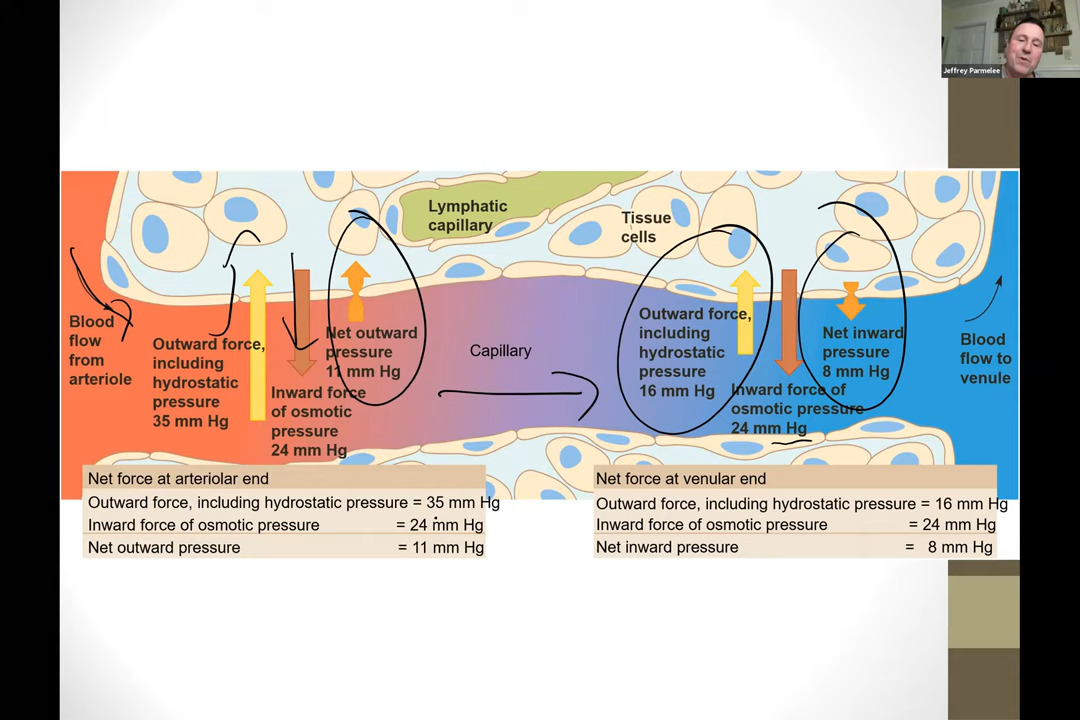 Jeffrey Parmelee
Lymphatic
capillary
Tissue
cells
Blood
flow
from
arteriole
Outward force,
including
hydrostatic
pressure
35 mm Hg
Net outward
pressure
11 mm Hg
Inward force
of osmotic
pressure
24 mm Hg
Capillary
Outward force,
including
hydrostatic
pressure
16 mm Hg
Inward force of
osmotic pressure
24 mm Hg
Net inward
pressure
8 mm Hg
Blood
flow to
venule
Net force at arteriolar end
Outward force, including hydrostatic pressure = 35 mm Hg
Inward force of osmotic pressure = 24 mm Hg
Net outward pressure = 11 mm Hg
Net force at venular end
Outward force, including hydrostatic pressure = 16 mm Hg
Inward force of osmotic pressure = 24 mm Hg
Net inward pressure = 8 mm Hg